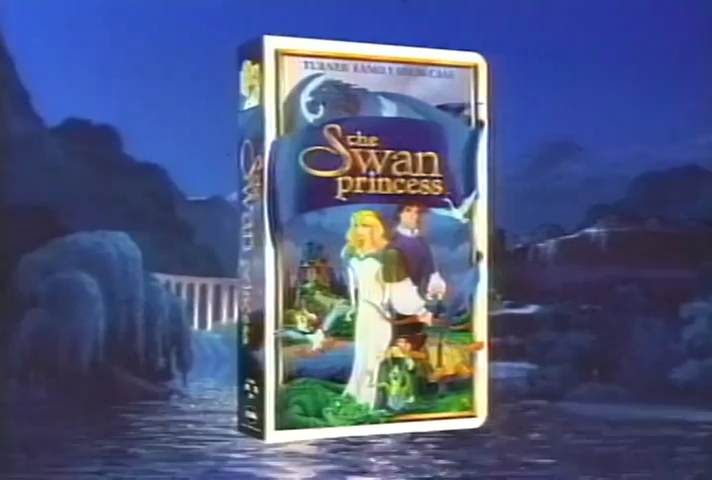 TURNER FAMILY SHOWCASE
the
Swan
princess
Swan princess